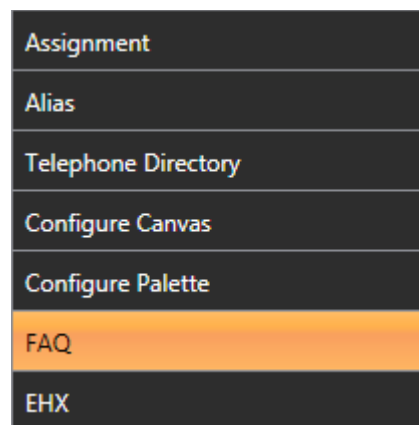 Assignment
Alias
Telephone Directory
Configure Canvas
Configure Palette
FAQ
EHX